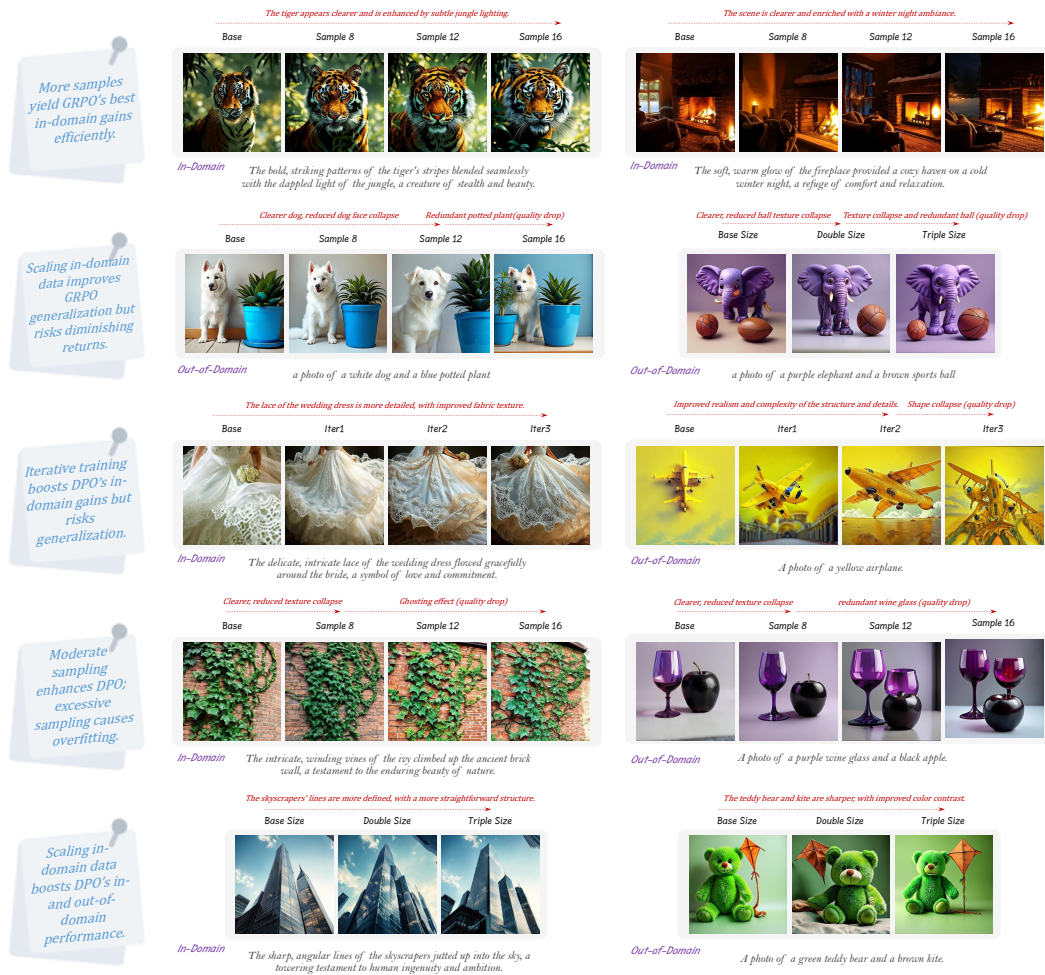 More samples
yield GRPO's best
in-domain gains
efficiently.
The tiger appears clearer and is enhanced by subtle jungle lighting.
Base Sample 8 Sample 12 Sample 16
In-Domain
The bold, striking patterns of the tiger's stripes blended seamlessly
with the dappled light of the jungle, a creature of stealth and beauty.
The scene is clearer and enriched with a winter night ambiance.
Base Sample 8 Sample 12 Sample 16
In-Domain
The soft, warm glow of the fireplace provided a cozy haven on a cold
winter night, a refuge of comfort and relaxation.
Scaling in-domain
data improves
GRPO
generalization but
risks diminishing
returns.
Clearer dog, reduced dog face collapse Redundant potted plant(quality drop)
Base Sample 8 Sample 12 Sample 16
Out-of-Domain
a photo of a white dog and a blue potted plant
Clearer, reduced ball texture collapse Texture collapse and redundant ball (quality drop)
Base Size Double Size Triple Size
Out-of-Domain
a photo of a purple elephant and a brown sports ball
Iterative training
boosts DPO's in-
domain gains but
risks
generalization.
The lace of the wedding dress is more detailed, with improved fabric texture.
Base Iter1 Iter2 Iter3
In-Domain
The delicate, intricate lace of the wedding dress flowed gracefully
around the bride, a symbol of love and commitment.
Improved realism and complexity of the structure and details. Shape collapse (quality drop)
Base Iter1 Iter2 Iter3
Out-of-Domain
A photo of a yellow airplane.
Moderate
sampling
enhances DPO;
excessive
sampling causes
overfitting.
Clearer, reduced texture collapse Ghosting effect (quality drop)
Base Sample 8 Sample 12 Sample 16
In-Domain
The intricate, winding vines of the ivy climbed up the ancient brick
wall, a testament to the enduring beauty of nature.
Clearer, reduced texture collapse redundant wine glass (quality drop)
Base Sample 8 Sample 12 Sample 16
Out-of-Domain
A photo of a purple wine glass and a black apple.
Scaling in-
domain data
boosts DPO's in-
and out-of-
domain
performance.
The skyscrapers' lines are more defined, with a more straightforward structure.
Base Size Double Size Triple Size
In-Domain
The sharp, angular lines of the skyscrapers jutted up into the sky, a
towering testament to human ingenuity and ambition.
The teddy bear and kite are sharper, with improved color contrast.
Base Size Double Size Triple Size
Out-of-Domain
A photo of a green teddy bear and a brown kite.